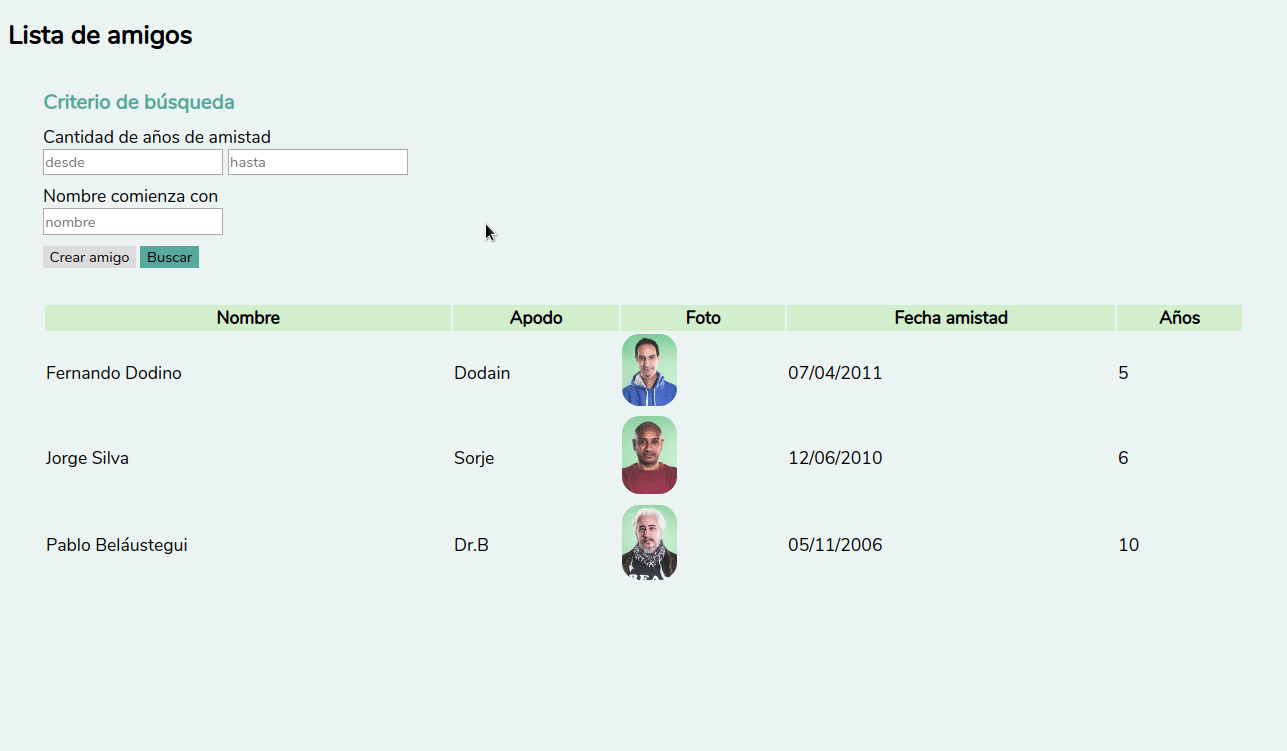 Lista de amigos
Criterio de búsqueda
Cantidad de años de amistad
desde hasta
Nombre comienza con
nombre
Crear amigo Buscar
Nombre Apodo Foto Fecha amistad Años
Fernando Dodino Dodain 07/04/2011 5
Jorge Silva Sorje 12/06/2010 6
Pablo Beláustegui Dr.B 05/11/2006 10